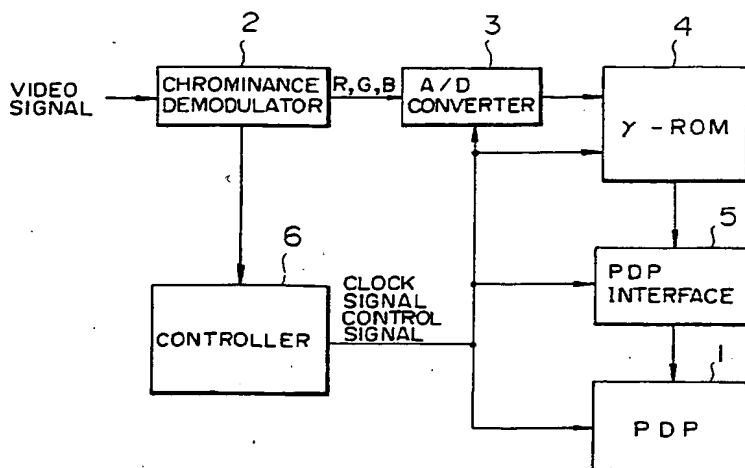 2
3
4
VIDEO
SIGNAL
CHROMINANCE
DEMODULATOR
R,G,B
A/D
CONVERTER
γ-ROM
5
PDP
INTERFACE
6
CONTROLLER
CLOCK
SIGNAL
CONTROL
SIGNAL
1
PDP